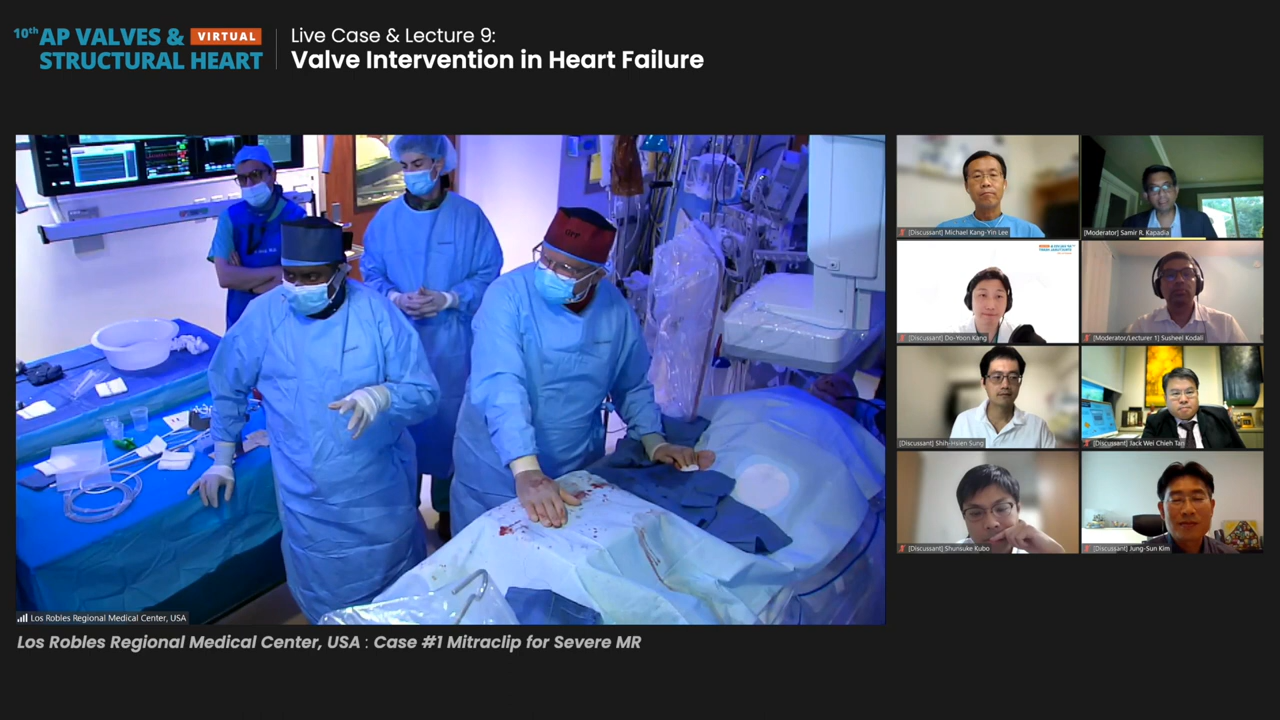 10th AP VALVES & VIRTUAL
STRUCTURAL HEART
Live Case & Lecture 9:
Valve Intervention in Heart Failure
[Discussant] Michael Kang-Yin Lee
[Moderator] Samir R. Kapadia
[Discussant] Do-Yoon Kang
[Moderator/Lecturer 1] Susheel Kodali
[Discussant] Shih-Hsien Sung
[Discussant] Jack Wei Chieh Tan
[Discussant] Shunsuke Kubo
[Discussant] Jung-Sun Kim
Los Robles Regional Medical Center, USA
Los Robles Regional Medical Center, USA : Case #1 Mitraclip for Severe MR